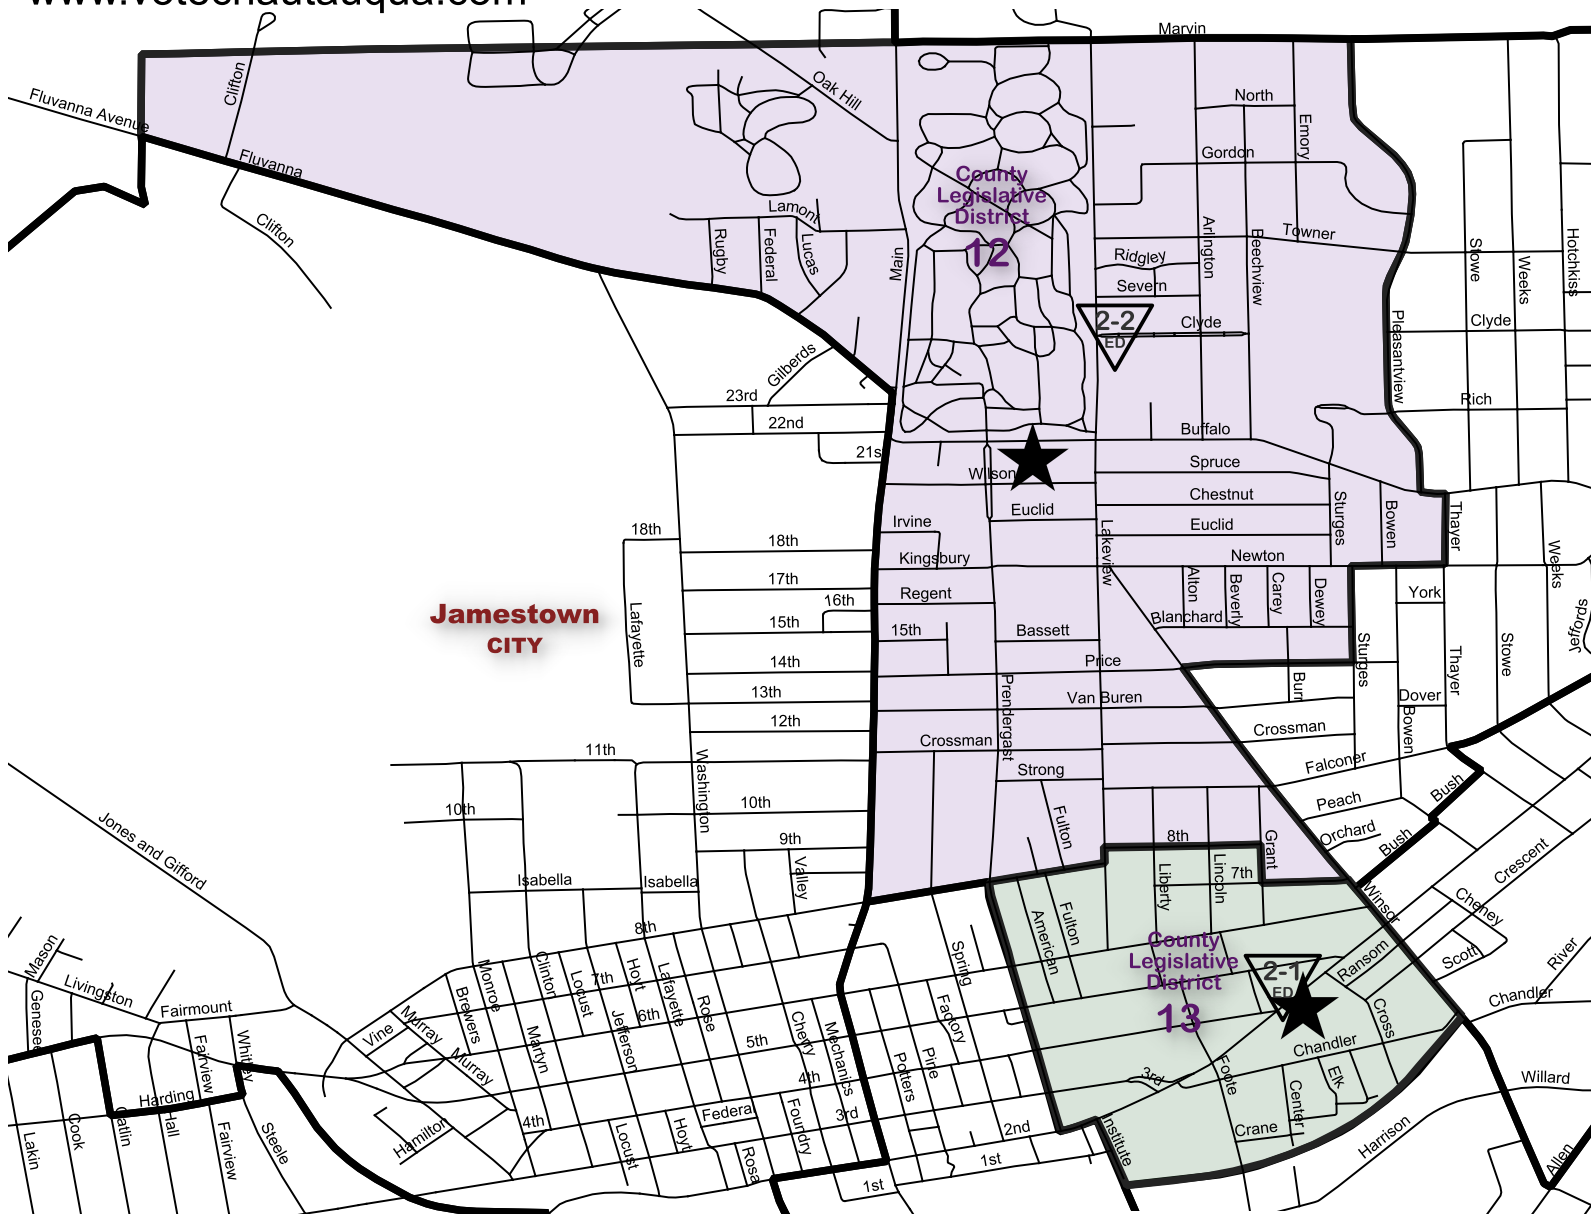 www.votechautauqua.com
Marvin
Clifton
Oak Hill
Fluvanna Avenue
North
Emory
Fluvanna
Gordon
County
Legislative
District
12
Clifton
Lamont
Rugby
Federal
Lucas
Main
Arlington
Beechview
Towner
Stowe
Weeks
Hotchkiss
Ridgley
Severn
2-2
ED
Clyde
Clyde
Pleasantview
Gilberds
23rd
22nd
21s
Rich
Buffalo
Wilson
Spruce
Chestnut
Sturges
Bowen
Thayer
Euclid
Euclid
Irvine
18th
18th
Lakeview
Newton
Weeks
Kingsbury
17th
Regent
16th
Alton
Beverly
Carey
Dewey
York
Jeffords
Jamestown
CITY
Lafayette
15th
15th
Bassett
Blanchard
Sturges
Thayer
Stowe
14th
Price
13th
Prendergast
Van Buren
Burr
Dover
Bowen
12th
Crossman
Crossman
11th
Washington
Strong
Falconer
10th
10th
Fulton
Peach
Bush
Jones and Gifford
9th
8th
Orchard
Bush
Grant
Crescent
Valley
Isabella
Isabella
Liberty
Lincoln
7th
Winsor
Cheney
8th
American
Fulton
Mason
Spring
County
Legislative
District
13
2-1
ED
Ransom
Scott
River
Livingston
Genesee
Fairmount
Monroe
Clinton
Locust
7th
Hoyt
Lafayette
Rose
Brewers
6th
Factory
Cross
Chandler
Chandler
Vine
Murray
Murray
Martyn
Jefferson
5th
Cherry
Mechanics
Fairview
Whitley
4th
Potters
Pine
3rd
Foote
Elk
Center
Willard
Harding
Cook
Catlin
Hall
Fairview
Steele
Lakin
Hamilton
4th
Locust
Hoyt
Federal
Foundry
3rd
2nd
Institute
Crane
Harrison
Rosa
1st
1st
Allen